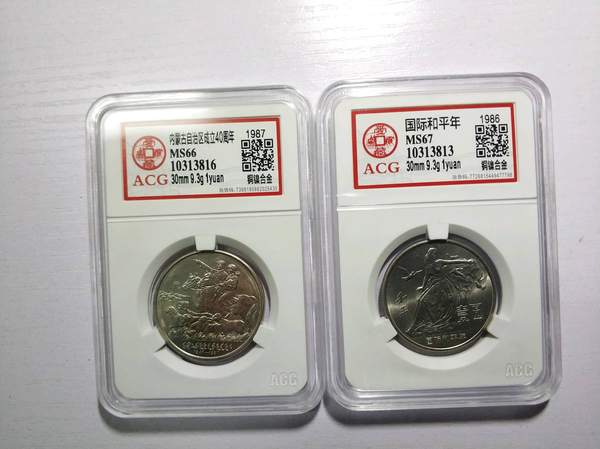 内蒙古自治区成立40周年
1987
MS66
10313816
ACG
30mm 9.3g 1yuan
铜镍合金
ACG
国际和平年
1986
MS67
10313813
ACG
30mm 9.3g 1yuan
铜镍合金
ACG